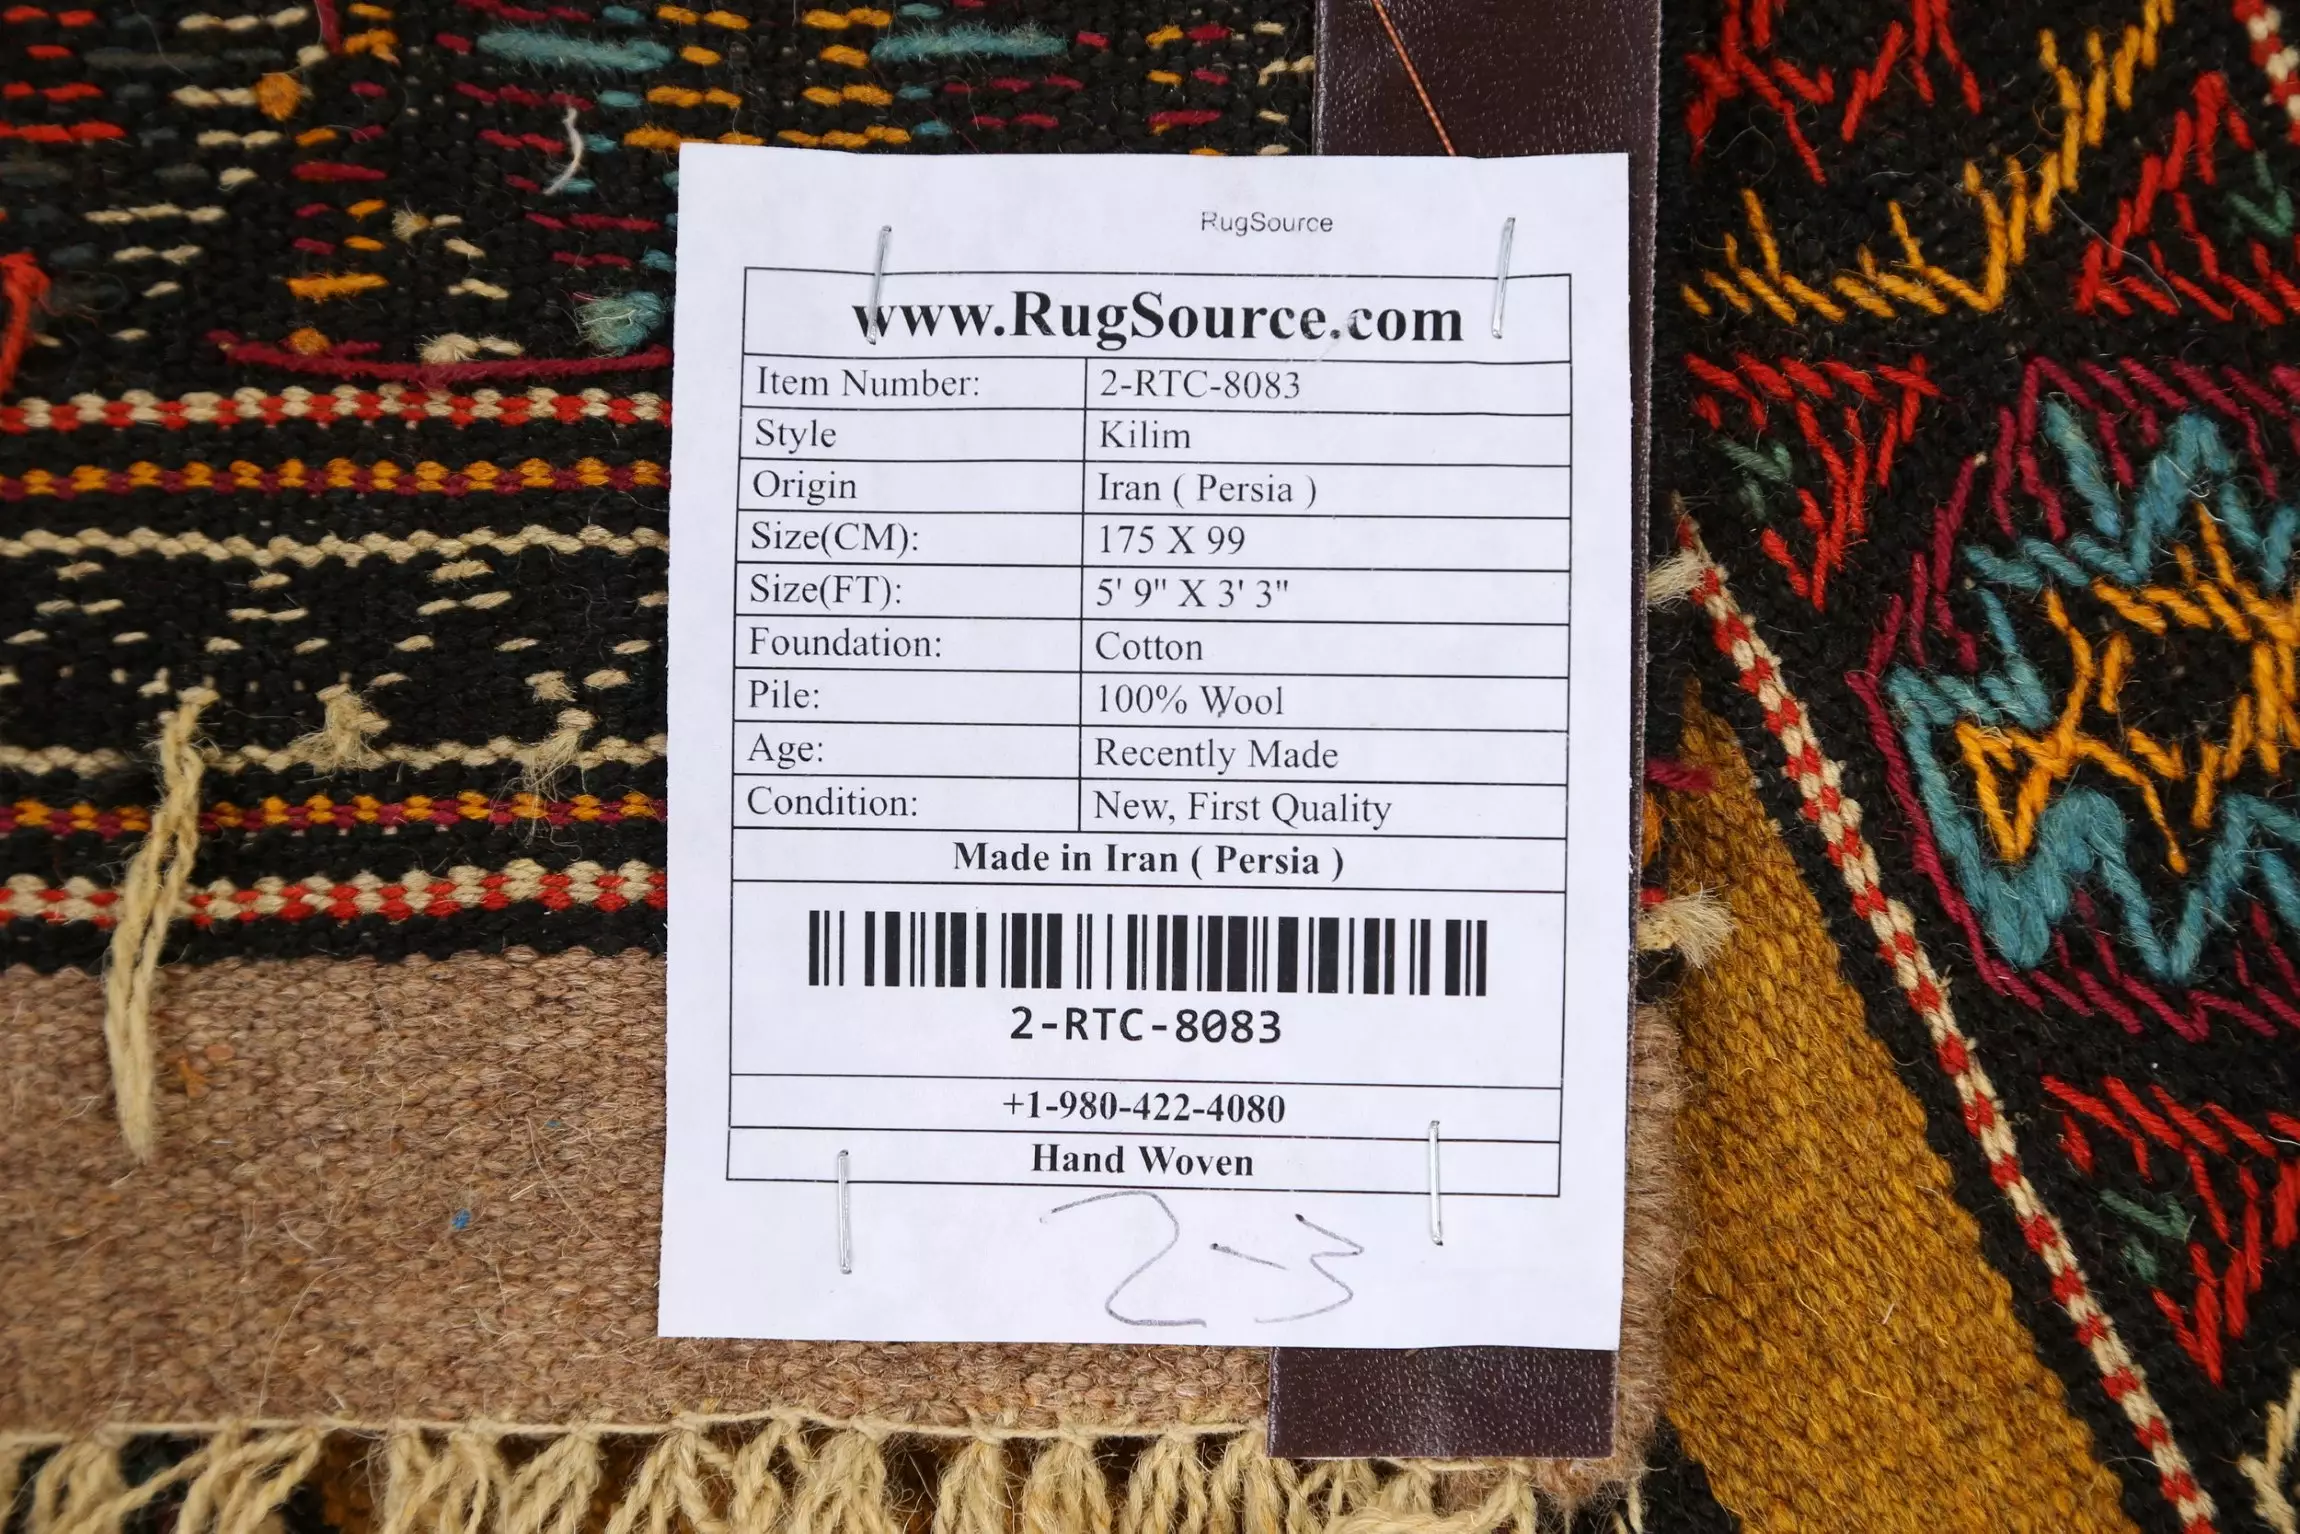 RugSource
www.RugSource.com
Item Number: 2-RTC-8083
Style Kilim
Origin Iran ( Persia )
Size(CM): 175 X 99
Size(FT): 5' 9" X 3' 3"
Foundation: Cotton
Pile: 100% Wool
Age: Recently Made
Condition: New, First Quality
Made in Iran ( Persia )
2-RTC-8083
+1-980-422-4080
Hand Woven
2-3